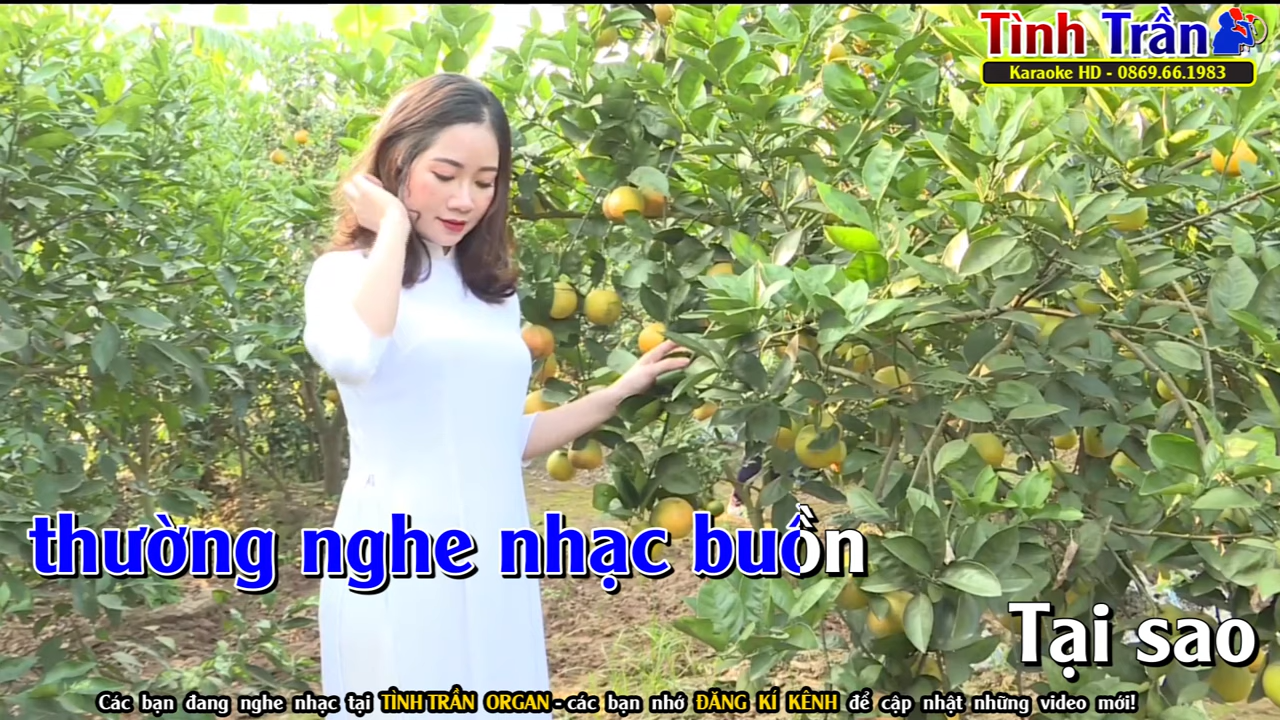 Tình Trần
Karaoke HD - 0869.66.1983
thường nghe nhạc buồn
Tại sao
Các bạn đang nghe nhạc tại TÌNH TRẦN ORGAN - các bạn nhớ ĐĂNG KÍ KÊNH để cập nhật những video mới!